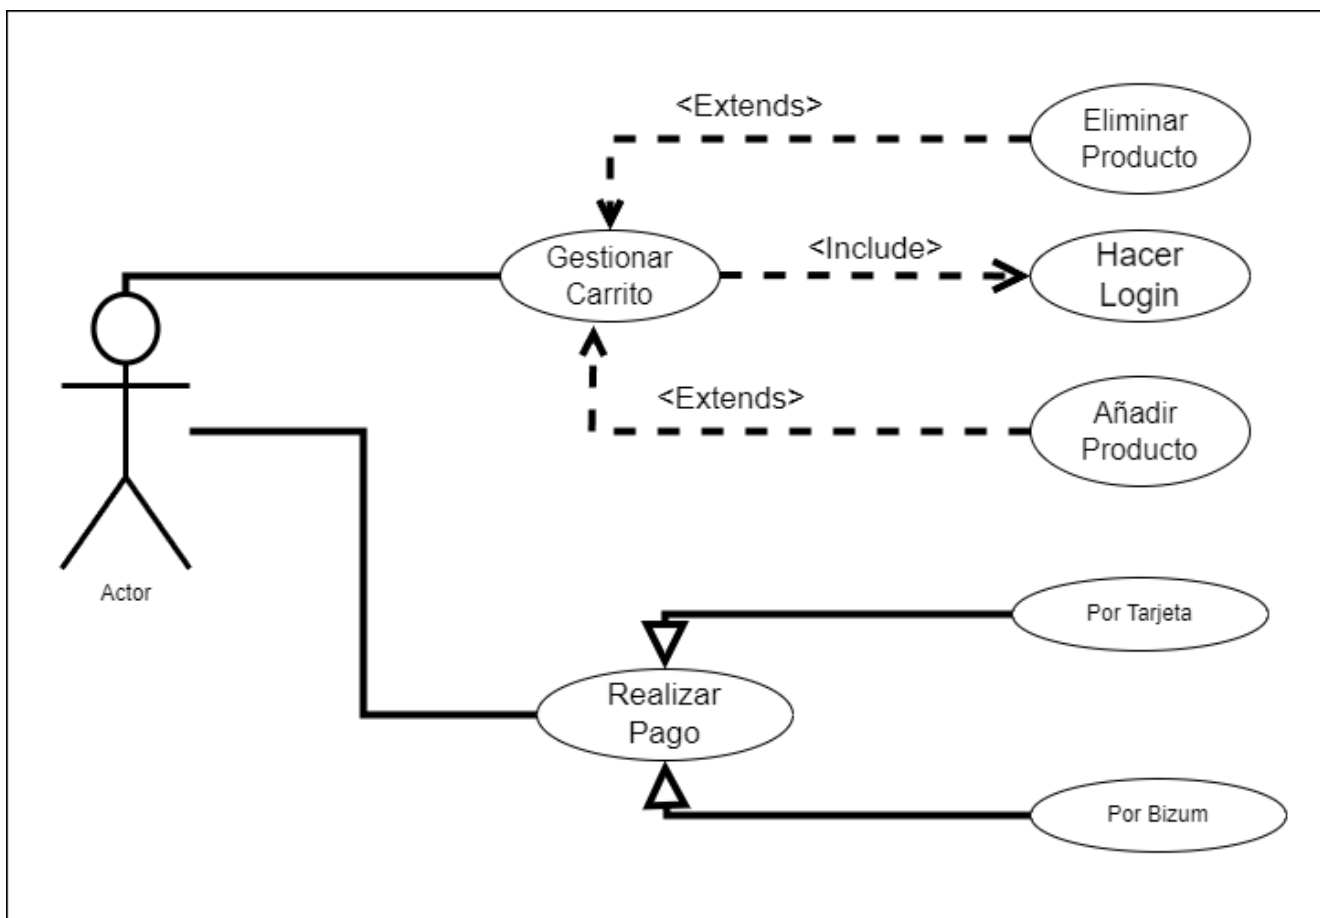 <Extends>
Eliminar
Producto
Gestionar
Carrito
<Include>
Hacer
Login
<Extends>
Añadir
Producto
Actor
Por Tarjeta
Realizar
Pago
Por Bizum